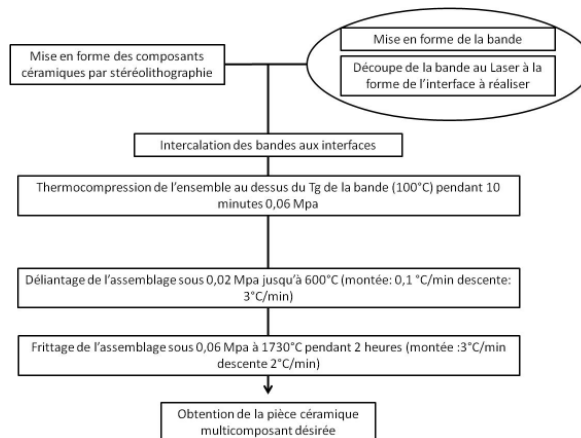 Mise en forme des composants
céramiques par stéréolithographie
Mise en forme de la bande
Découpe de la bande au Laser à la
forme de l'interface à réaliser
Intercalation des bandes aux interfaces
Thermocompression de l'ensemble au dessus du Tg de la bande (100°C) pendant 10
minutes 0,06 Mpa
Déliantage de l'assemblage sous 0,02 Mpa jusqu'à 600°C (montée: 0,1 °C/min descente:
3°C/min)
Frittage de l'assemblage sous 0,06 Mpa à 1730°C pendant 2 heures (montée :3°C/min
descente 2°C/min)
Obtention de la pièce céramique
multicomposant désirée